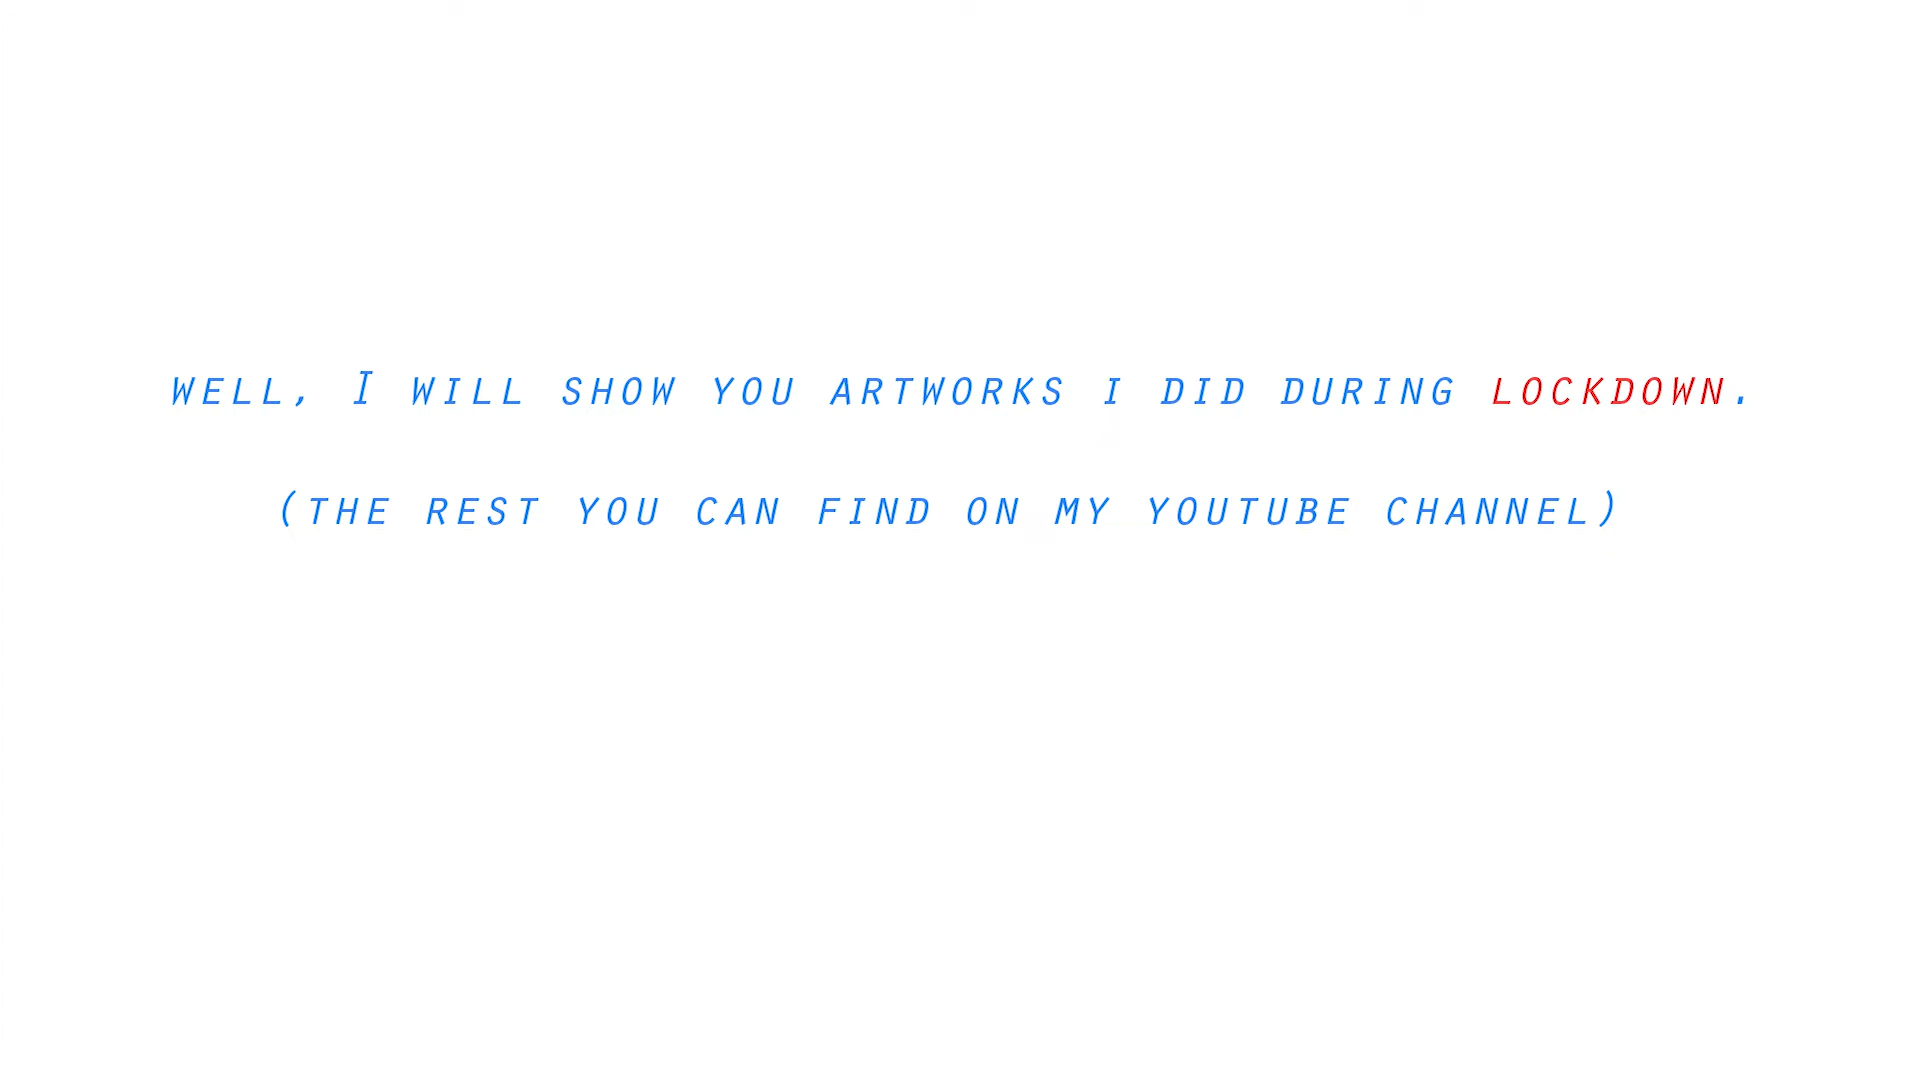 WELL, I WILL SHOW YOU ARTWORKS I DID DURING LOCKDOWN.
(THE REST YOU CAN FIND ON MY YOUTUBE CHANNEL)